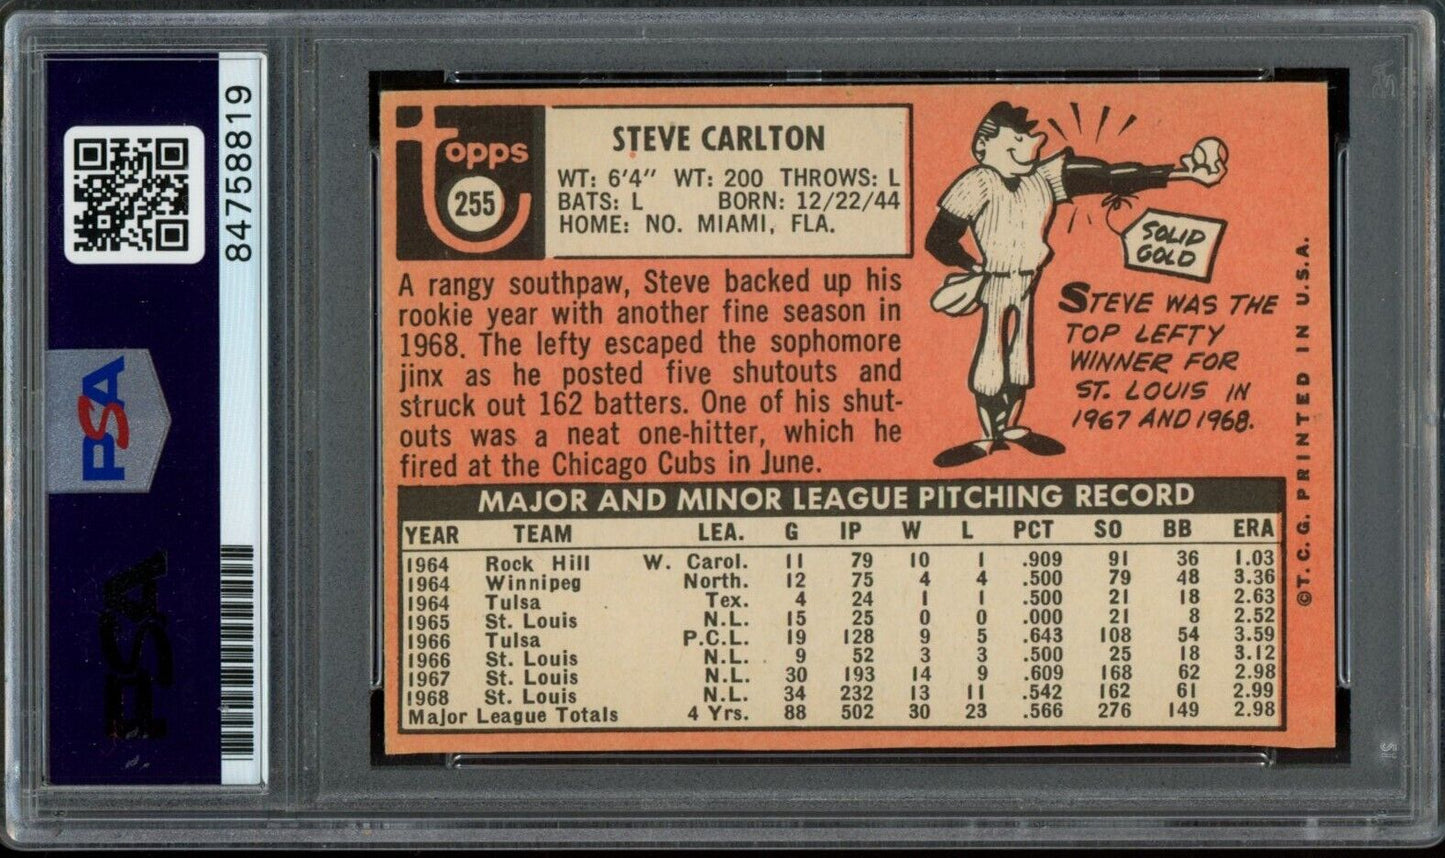 84758819
PSA
PSA
Topps
255
STEVE CARLTON
WT: 6'4" WT: 200 THROWS: L
BATS: L BORN: 12/22/44
HOME: NO. MIAMI, FLA.
A rangy southpaw, Steve backed up his
rookie year with another fine season in
1968. The lefty escaped the sophomore
jinx as he posted five shutouts and
struck out 162 batters. One of his shut-
outs was a neat one-hitter, which he
fired at the Chicago Cubs in June.
SOLID
GOLD
STEVE WAS THE
TOP LEFTY
WINNER FOR
ST. LOUIS IN
1967 AND 1968.
MAJOR AND MINOR LEAGUE PITCHING RECORD
YEAR TEAM LEA. G IP W L PCT SO BB ERA
1964 Rock Hill W. Carol. 11 79 10 1 .909 91 36 1.03
1964 Winnipeg North. 12 75 4 4 .500 79 48 3.36
1964 Tulsa Tex. 4 24 1 1 .500 21 18 2.63
1965 St. Louis N.L. 15 25 0 0 .000 21 8 2.52
1966 Tulsa P.C.L. 19 128 9 5 .643 108 54 3.59
1966 St. Louis N.L. 9 52 3 3 .500 25 18 3.12
1967 St. Louis N.L. 30 193 14 9 .609 168 62 2.98
1968 St. Louis N.L. 34 232 13 11 .542 162 61 2.99
Major League Totals 4 Yrs. 88 502 30 23 .566 276 149 2.98
©T. C. G. PRINTED IN U.S.A.